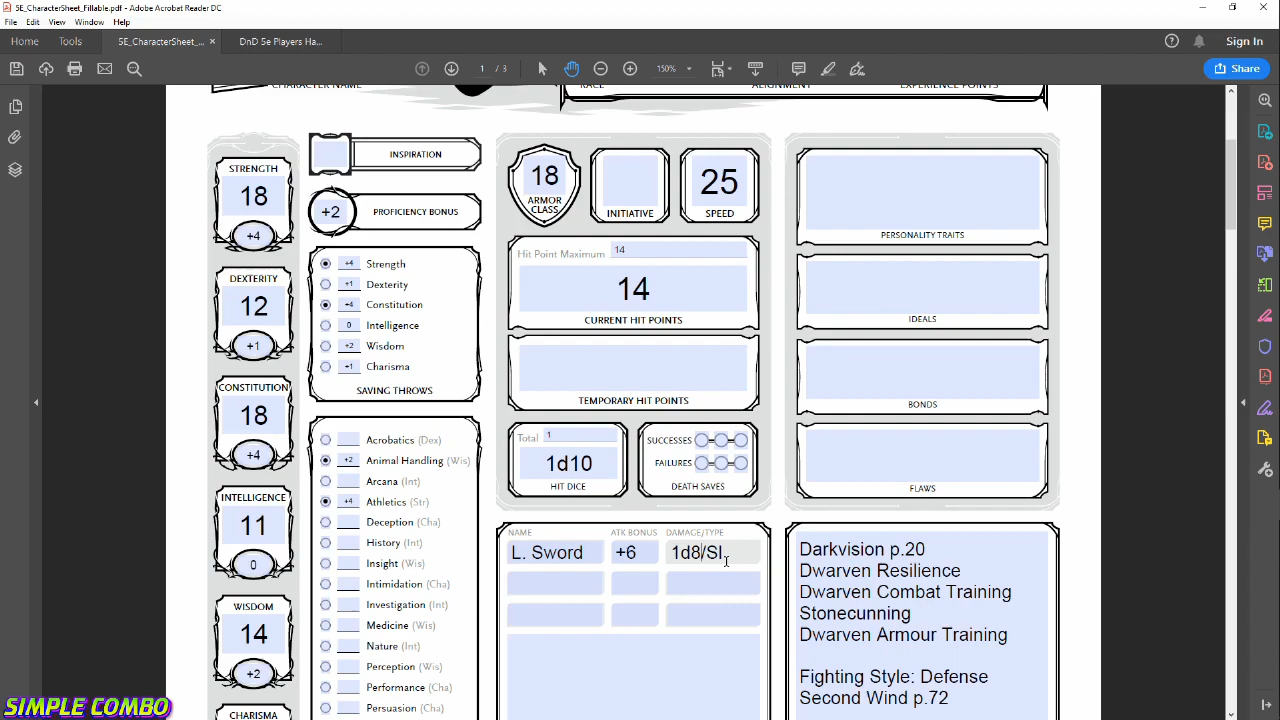 5E_CharacterSheet_Fillable.pdf - Adobe Acrobat Reader DC
File Edit View Window Help
Home Tools 5E_CharacterSheet_... × DnD 5e Players Ha...
Sign In
1 / 3
150%
Share
CHARACTER NAME
RACE ALIGNMENT EXPERIENCE POINTS
STRENGTH
18
+4
DEXTERITY
12
+1
CONSTITUTION
18
+4
INTELLIGENCE
11
0
WISDOM
14
+2
CHARISMA
INSPIRATION
+2 PROFICIENCY BONUS
+4 Strength
+1 Dexterity
+4 Constitution
0 Intelligence
+2 Wisdom
+1 Charisma
SAVING THROWS
Acrobatics (Dex)
+2 Animal Handling (Wis)
Arcana (Int)
+4 Athletics (Str)
Deception (Cha)
History (Int)
Insight (Wis)
Intimidation (Cha)
Investigation (Int)
Medicine (Wis)
Nature (Int)
Perception (Wis)
Performance (Cha)
Persuasion (Cha)
18
ARMOR
CLASS
INITIATIVE
25
SPEED
Hit Point Maximum 14
14
CURRENT HIT POINTS
TEMPORARY HIT POINTS
Total 1
1d10
HIT DICE
SUCCESSES
FAILURES
DEATH SAVES
NAME ATK BONUS DAMAGE/TYPE
L. Sword +6 1d8/Sl
PERSONALITY TRAITS
IDEALS
BONDS
FLAWS
Darkvision p.20
Dwarven Resilience
Dwarven Combat Training
Stonecunning
Dwarven Armour Training
Fighting Style: Defense
Second Wind p.72
SIMPLE COMBO